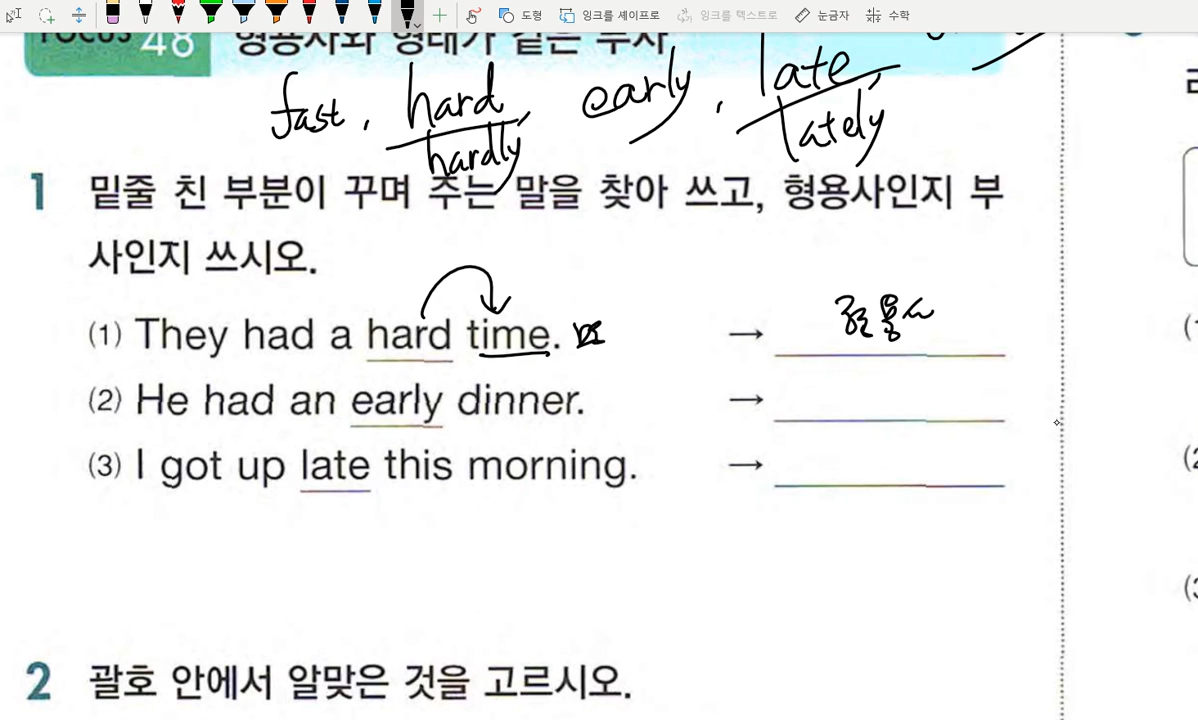 도형 잉크를 셰이프로 잉크를 텍스트로 눈금자 수학
FOCUS 48 형용사와 형태가 같은 부사
fast, hard, early, late,
hardly lately
1 밑줄 친 부분이 꾸며 주는 말을 찾아 쓰고, 형용사인지 부
사인지 쓰시오.
(1) They had a hard time. → 형용사
(2) He had an early dinner. →
(3) I got up late this morning. →
2 괄호 안에서 알맞은 것을 고르시오.